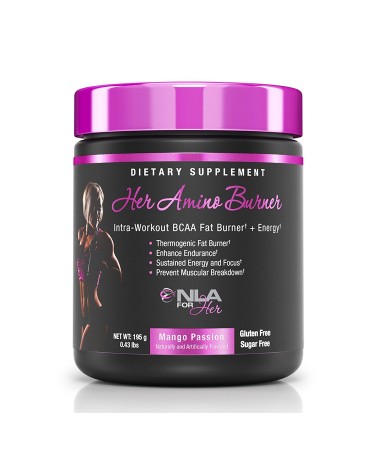 DIETARY SUPPLEMENT
Her Amino Burner
Intra-Workout BCAA Fat Burner† + Energy†
• Thermogenic Fat Burner†
• Enhance Endurance†
• Sustained Energy and Focus†
• Prevent Muscular Breakdown†
NLA
FOR Her
NET WT: 195 g
0.43 lbs
Mango Passion
Naturally and Artificially Flavored
Gluten Free
Sugar Free